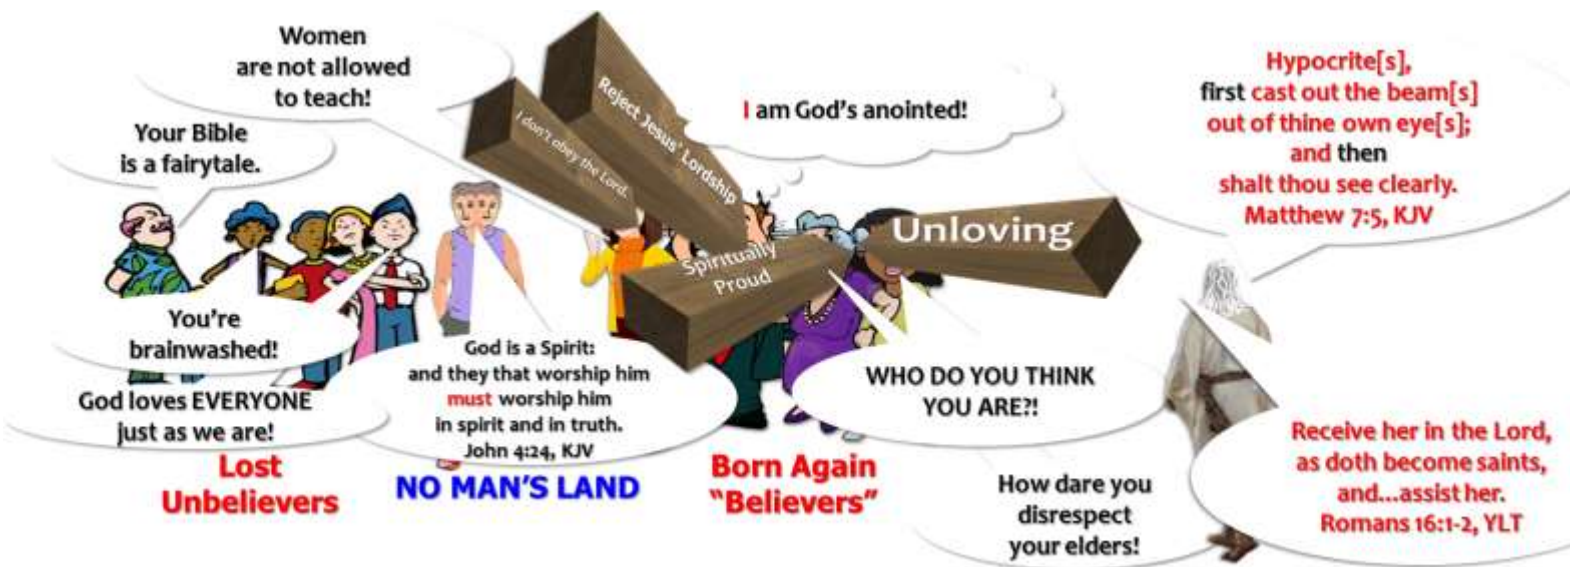 Women
are not allowed
to teach!
Your Bible
is a fairytale.
You're
brainwashed!
God loves EVERYONE
just as we are!
Lost
Unbelievers
God is a Spirit:
and they that worship him
must worship him
in spirit and in truth.
John 4:24, KJV
NO MAN'S LAND
I don't obey the Lord.
Reject Jesus' Lordship
I am God's anointed!
Spiritually
Proud
Unloving
Born Again
"Believers"
WHO DO YOU THINK
YOU ARE?!
How dare you
disrespect
your elders!
Hypocrite[s],
first cast out the beam[s]
out of thine own eye[s];
and then
shalt thou see clearly.
Matthew 7:5, KJV
Receive her in the Lord,
as doth become saints,
and...assist her.
Romans 16:1-2, YLT